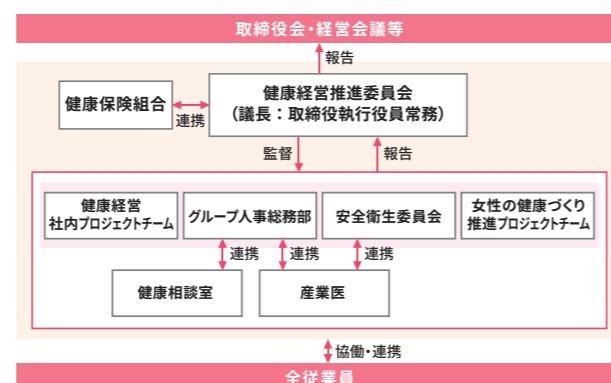 取締役会・経営会議等
報告
健康保険組合
連携
健康経営推進委員会
（議長：取締役執行役員常務）
監督
報告
健康経営
社内プロジェクトチーム
グループ人事総務部
安全衛生委員会
女性の健康づくり
推進プロジェクトチーム
連携
連携
連携
健康相談室
産業医
協働・連携
全従業員